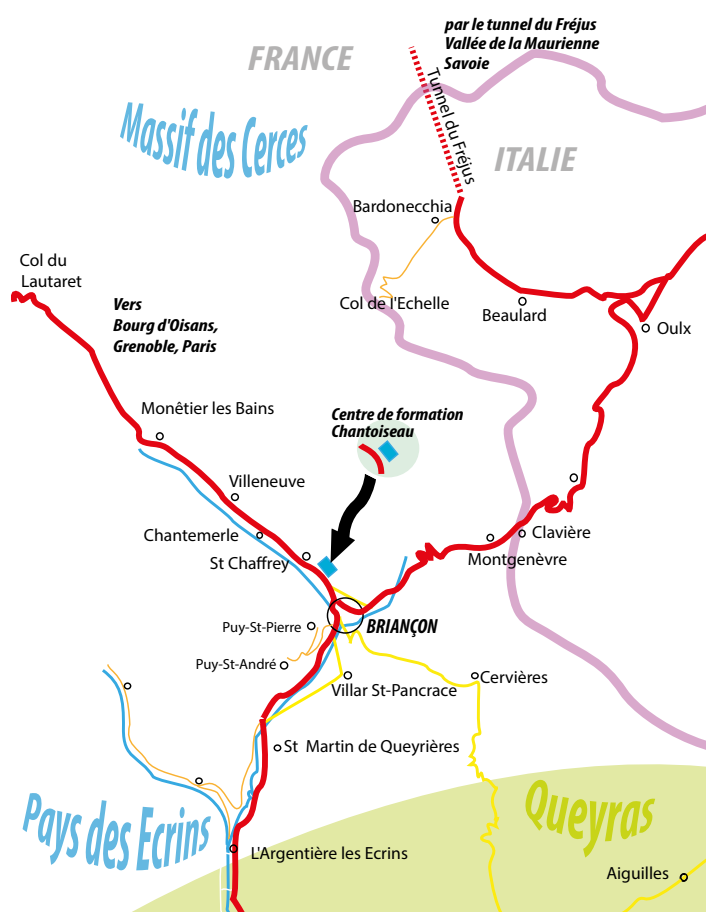 par le tunnel du Fréjus
Vallée de la Maurienne
Savoie
FRANCE
Massif des Cerces
Tunnel du Fréjus
ITALIE
Bardonecchia
Col du
Lautaret
Col de l'Echelle
Beaulard
Oulx
Vers
Bourg d'Oisans,
Grenoble, Paris
Monêtier les Bains
Centre de formation
Chantoiseau
Villeneuve
Chantemerle
St Chaffrey
Clavière
Montgenèvre
Puy-St-Pierre
BRIANÇON
Puy-St-André
Villar St-Pancrace
Cervières
St Martin de Queyrières
Pays des Ecrins
Queyras
L'Argentière les Ecrins
Aiguilles